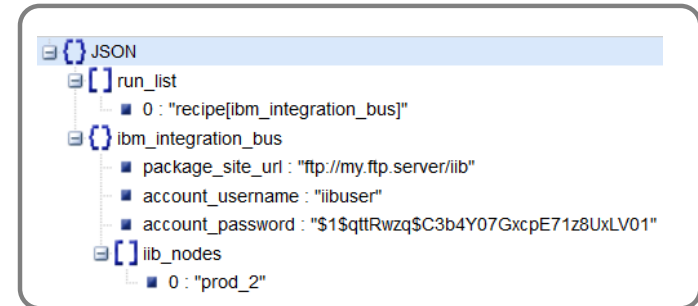 JSON
run_list
0 : "recipe[ibm_integration_bus]"
ibm_integration_bus
package_site_url : "ftp://my.ftp.server/iib"
account_username : "iibuser"
account_password : "$1$qttRwzq$C3b4Y07GxcpE71z8UxLV01"
iib_nodes
0 : "prod_2"